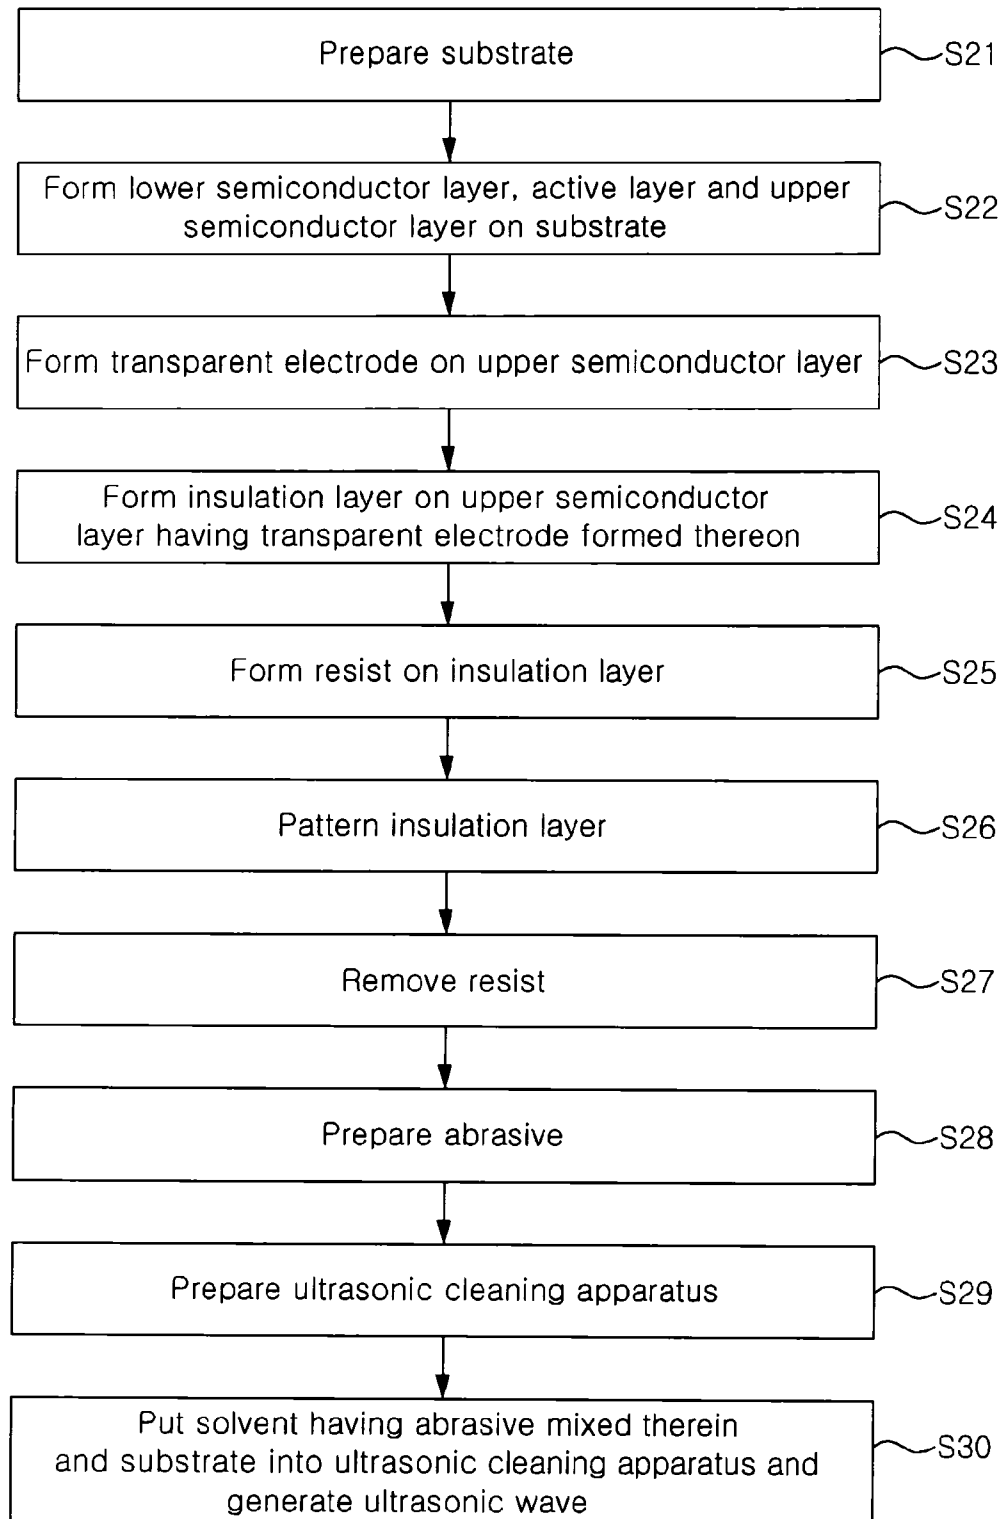 Prepare substrate
S21
Form lower semiconductor layer, active layer and upper
semiconductor layer on substrate
S22
Form transparent electrode on upper semiconductor layer
S23
Form insulation layer on upper semiconductor
layer having transparent electrode formed thereon
S24
Form resist on insulation layer
S25
Pattern insulation layer
S26
Remove resist
S27
Prepare abrasive
S28
Prepare ultrasonic cleaning apparatus
S29
Put solvent having abrasive mixed therein
and substrate into ultrasonic cleaning apparatus and
generate ultrasonic wave
S30